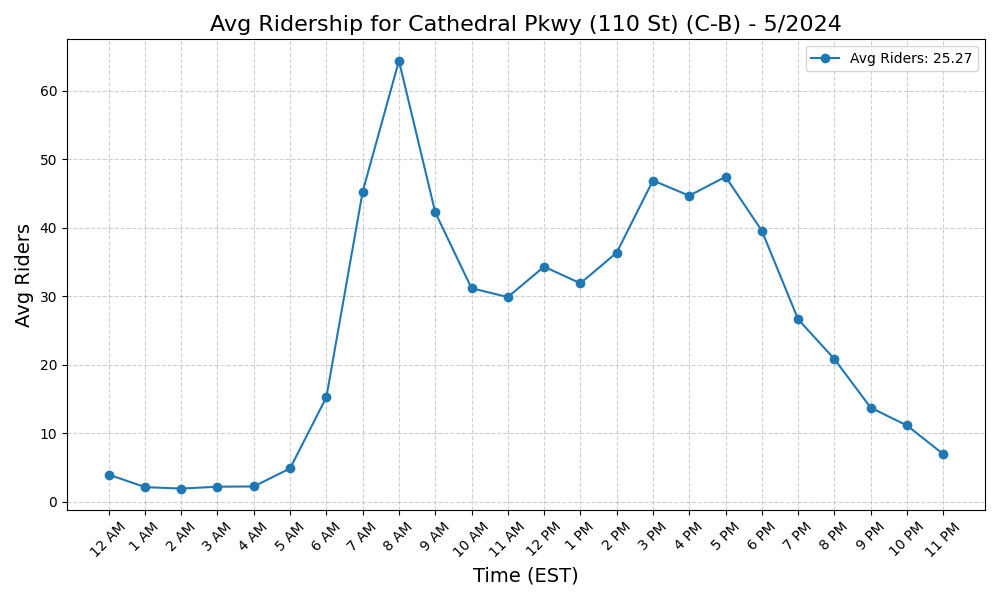 Avg Ridership for Cathedral Pkwy (110 St) (C-B) - 5/2024
Avg Riders: 25.27
Avg Riders
60
50
40
30
20
10
0
12 AM
1 AM
2 AM
3 AM
4 AM
5 AM
6 AM
7 AM
8 AM
9 AM
10 AM
11 AM
12 PM
1 PM
2 PM
3 PM
4 PM
5 PM
6 PM
7 PM
8 PM
9 PM
10 PM
11 PM
Time (EST)